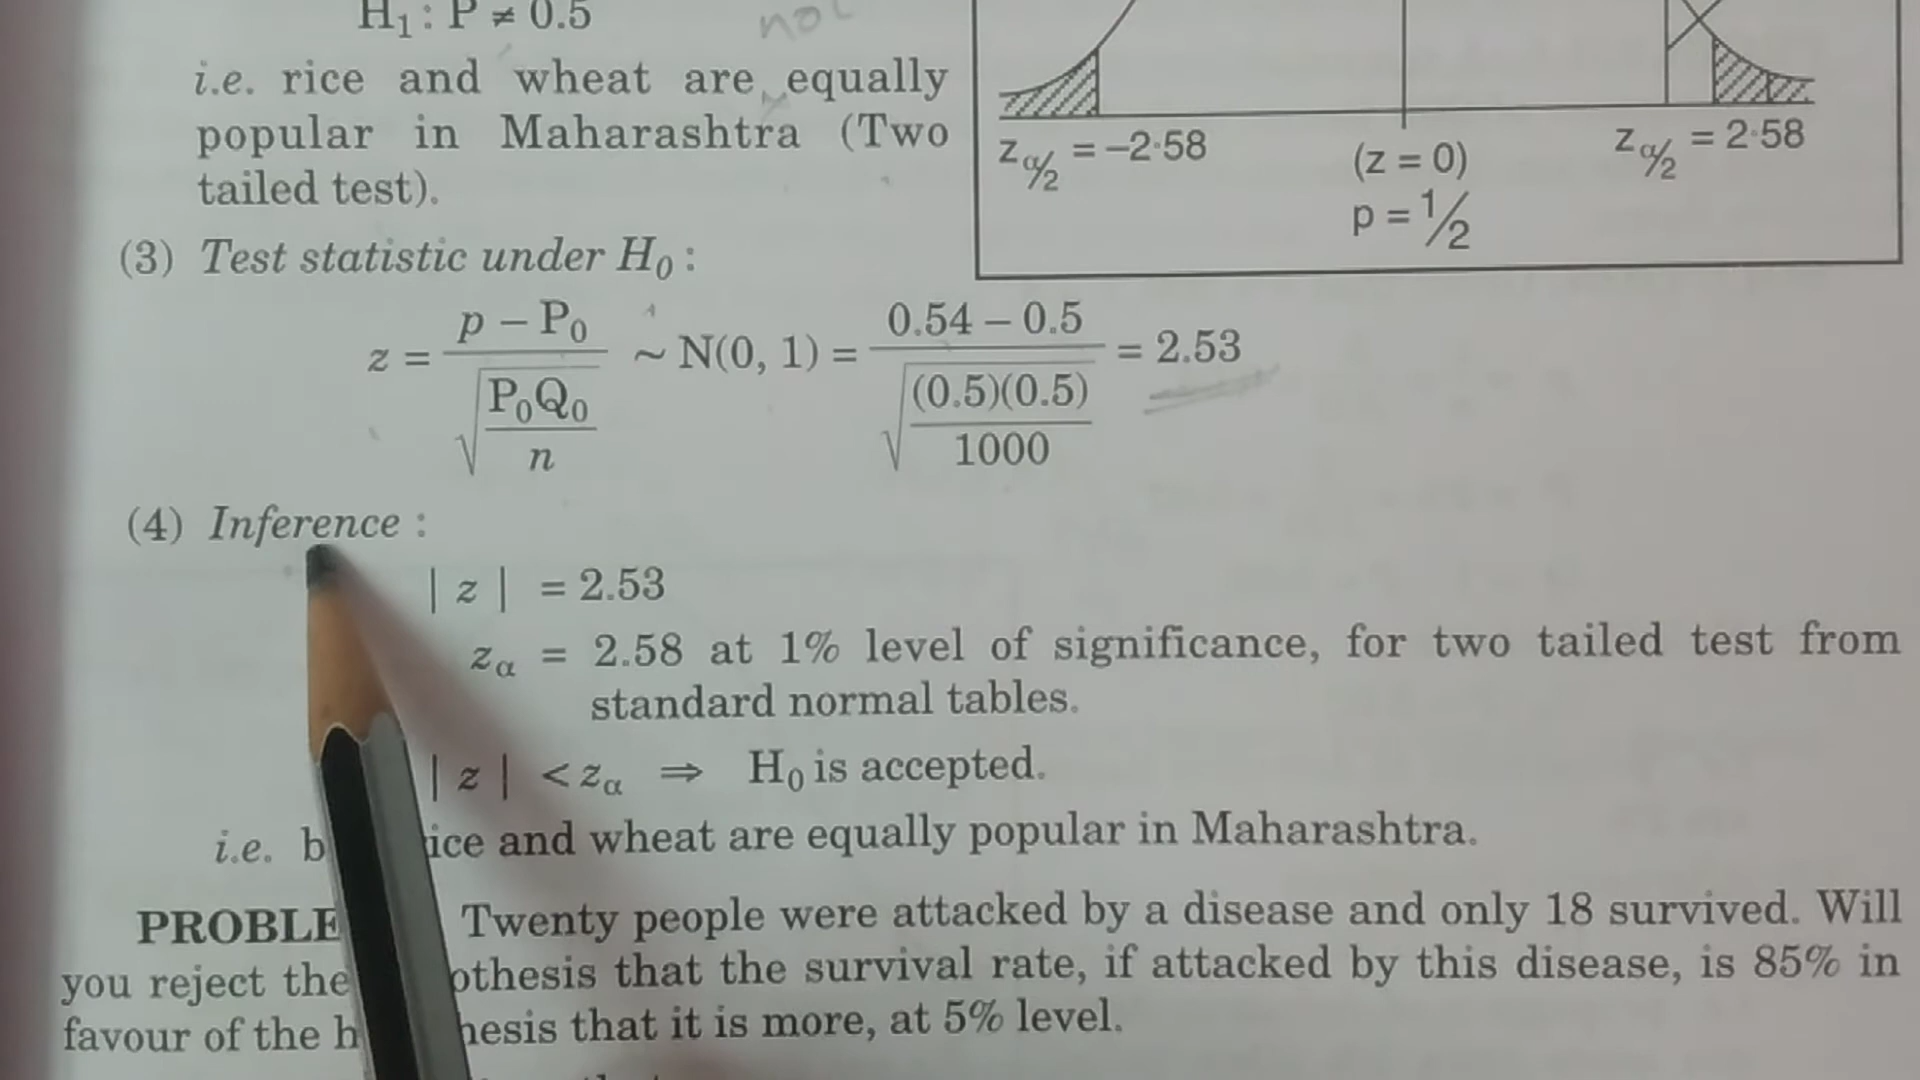 H₁ : P ≠ 0.5
not
i.e. rice and wheat are equally
popular in Maharashtra (Two
tailed test).
z α/2 = –2·58
(z = 0)
p = 1/2
z α/2 = 2·58
(3) Test statistic under H₀ :
z = (p – P₀) / √(P₀Q₀ / n) ~ N(0, 1) = (0.54 – 0.5) / √((0.5)(0.5) / 1000) = 2.53
(4) Inference :
| z | = 2.53
z α = 2.58 at 1% level of significance, for two tailed test from
standard normal tables.
| z | < z α ⇒ H₀ is accepted.
i.e. ice and wheat are equally popular in Maharashtra.
PROBLE Twenty people were attacked by a disease and only 18 survived. Will
you reject the othesis that the survival rate, if attacked by this disease, is 85% in
favour of the h hesis that it is more, at 5% level.